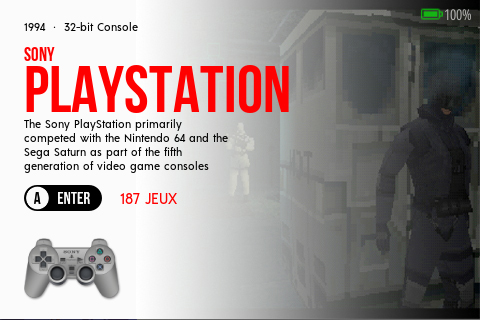 100%
1994 · 32-bit Console
SONY
PLAYSTATION
The Sony PlayStation primarily
competed with the Nintendo 64 and the
Sega Saturn as part of the fifth
generation of video game consoles
A ENTER 187 JEUX
SONY